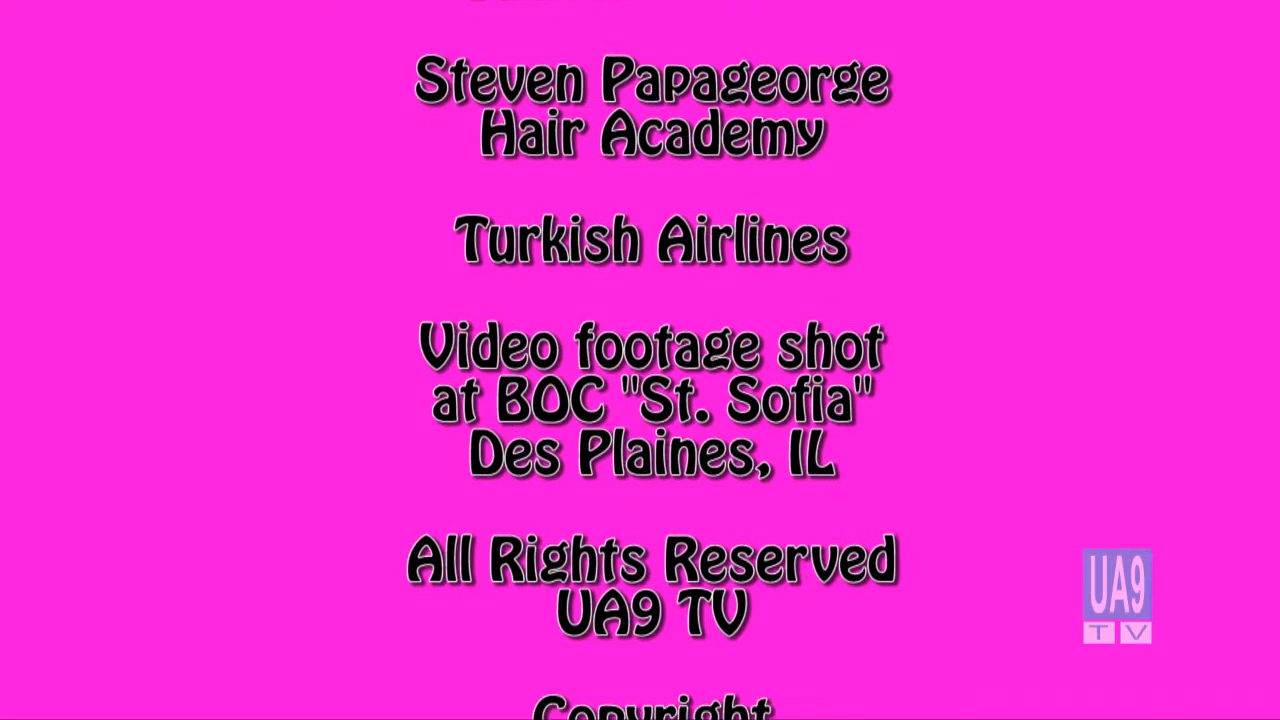 Steven Papageorge
Hair Academy
Turkish Airlines
Video footage shot
at BOC "St. Sofia"
Des Plaines, IL
All Rights Reserved
UA9 TV
UA9
TV
Copyright